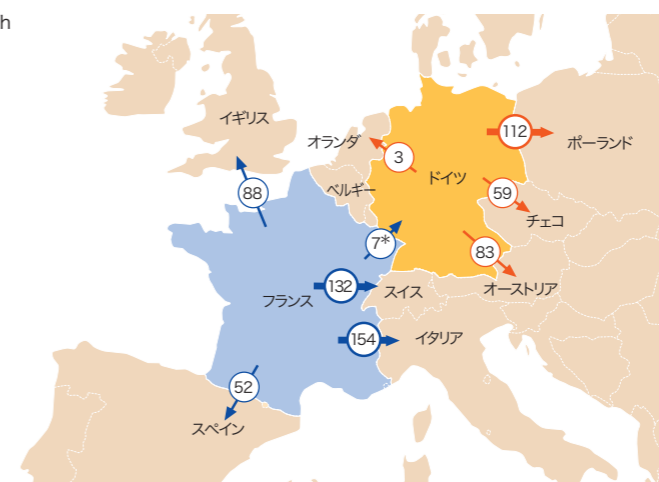 h
イギリス
オランダ
ポーランド
112
3
ドイツ
ベルギー
59
88
チェコ
7*
83
オーストリア
132
スイス
フランス
154
イタリア
52
スペイン